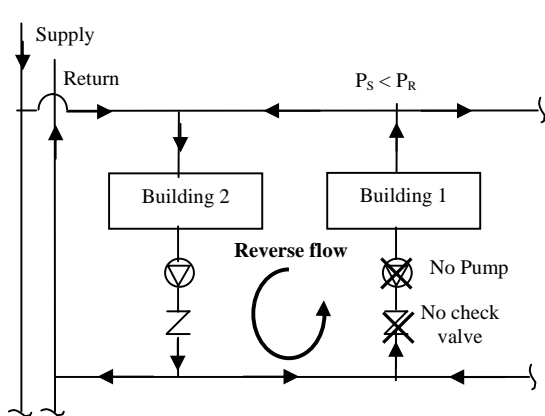 Supply
Return
P_S < P_R
Building 2
Building 1
Reverse flow
No Pump
No check
valve